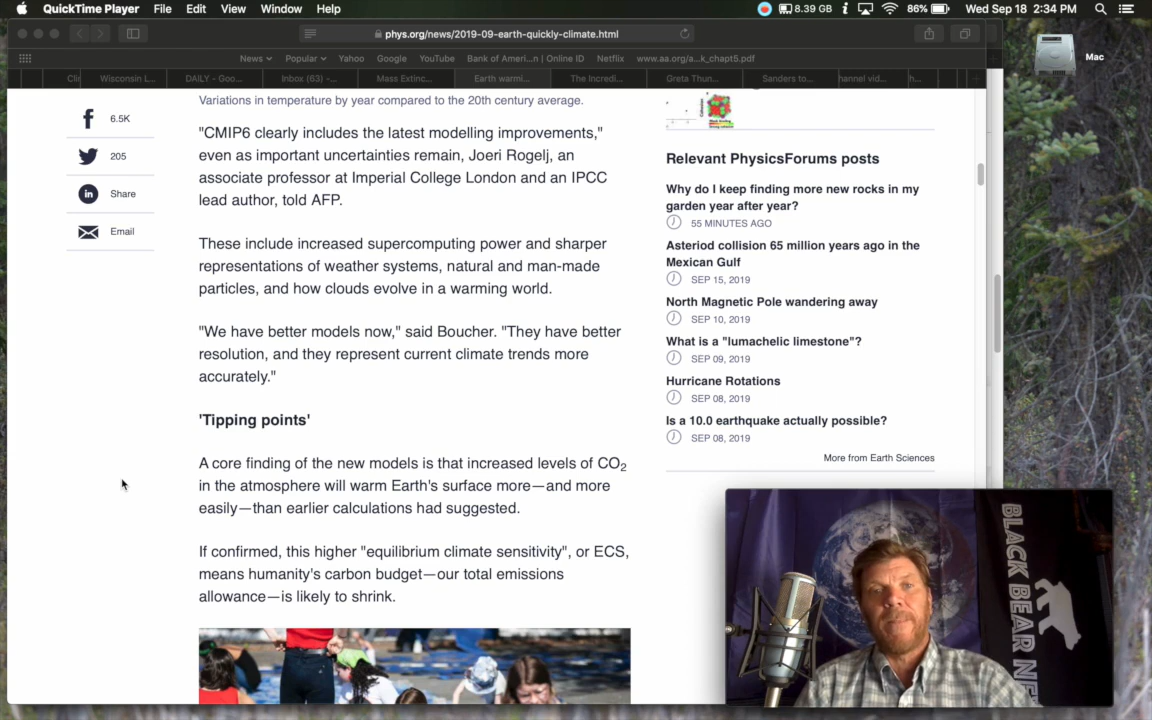 QuickTime Player File Edit View Window Help
8.39 GB 86% Wed Sep 18 2:34 PM
Mac
phys.org/news/2019-09-earth-quickly-climate.html
News Popular Yahoo Google YouTube Bank of Ameri...n | Online ID Netflix www.aa.org/a...k_chapt5.pdf
Cli Wisconsin L... DAILY - Goo... Inbox (63) -... Mass Extinc... Earth warmi... The Incredi... Greta Thun... Sanders to... hannel vid... h...
6.5K
205
Share
Email
Variations in temperature by year compared to the 20th century average.
"CMIP6 clearly includes the latest modelling improvements,"
even as important uncertainties remain, Joeri Rogelj, an
associate professor at Imperial College London and an IPCC
lead author, told AFP.
These include increased supercomputing power and sharper
representations of weather systems, natural and man-made
particles, and how clouds evolve in a warming world.
"We have better models now," said Boucher. "They have better
resolution, and they represent current climate trends more
accurately."
'Tipping points'
A core finding of the new models is that increased levels of CO2
in the atmosphere will warm Earth's surface more—and more
easily—than earlier calculations had suggested.
If confirmed, this higher "equilibrium climate sensitivity", or ECS,
means humanity's carbon budget—our total emissions
allowance—is likely to shrink.
Relevant PhysicsForums posts
Why do I keep finding more new rocks in my
garden year after year?
55 MINUTES AGO
Asteriod collision 65 million years ago in the
Mexican Gulf
SEP 15, 2019
North Magnetic Pole wandering away
SEP 10, 2019
What is a "lumachelic limestone"?
SEP 09, 2019
Hurricane Rotations
SEP 08, 2019
Is a 10.0 earthquake actually possible?
SEP 08, 2019
More from Earth Sciences
BLACK BEAR NE